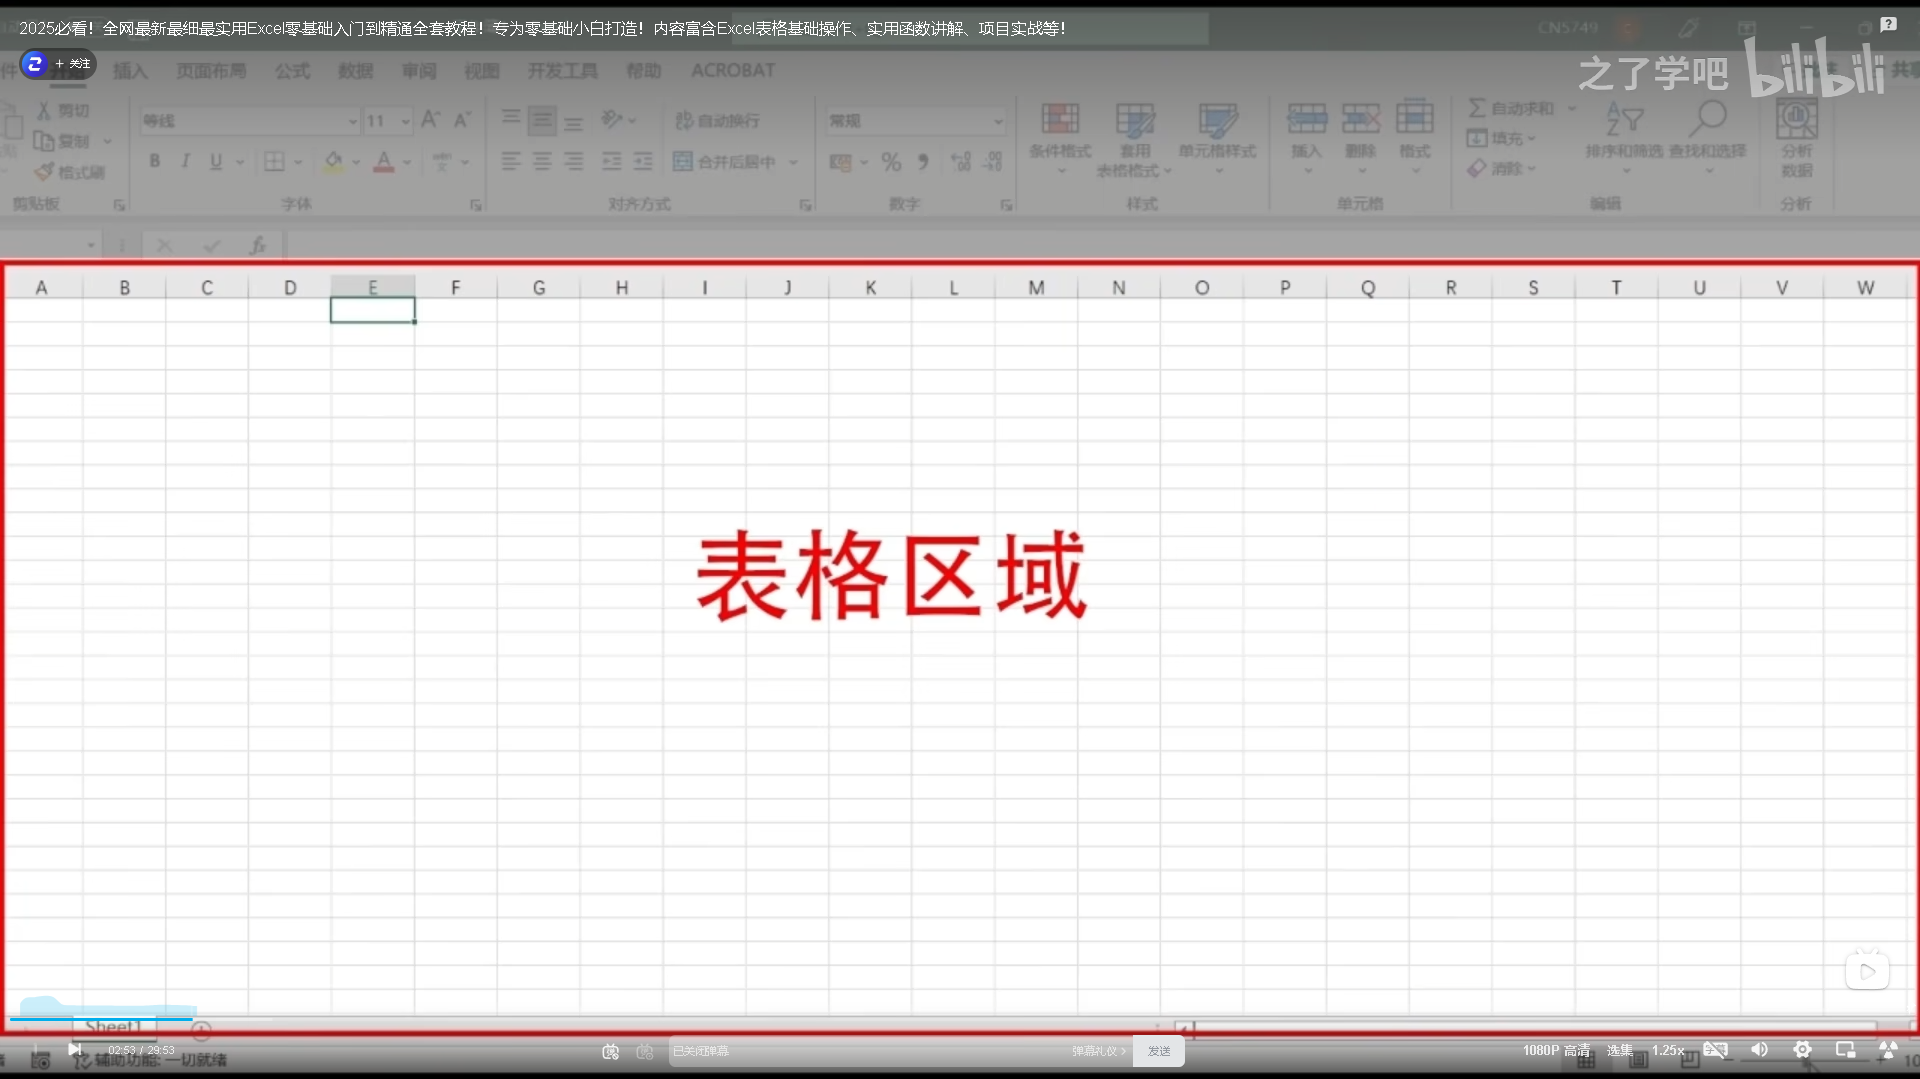 2025必看！全网最新最细最实用Excel零基础入门到精通全套教程！专为零基础小白打造！内容富含Excel表格基础操作、实用函数讲解、项目实战等！
CN5749
+ 关注
插入 页面布局 公式 数据 审阅 视图 开发工具 帮助 ACROBAT
之了学吧 bilibili
剪切
复制
格式刷
剪贴板
等线 11
B I U
字体
自动换行
合并后居中
对齐方式
常规
%
数字
条件格式 套用表格格式 单元格样式
样式
插入 删除 格式
单元格
自动求和
填充
清除
排序和筛选 查找和选择
编辑
分析数据
分析
fx
A B C D E F G H I J K L M N O P Q R S T U V W
表格区域
Sheet1
02:53 / 29:53
辅助功能: 一切就绪
已关闭弹幕 弹幕礼仪 发送
1080P 高清 选集 1.25x